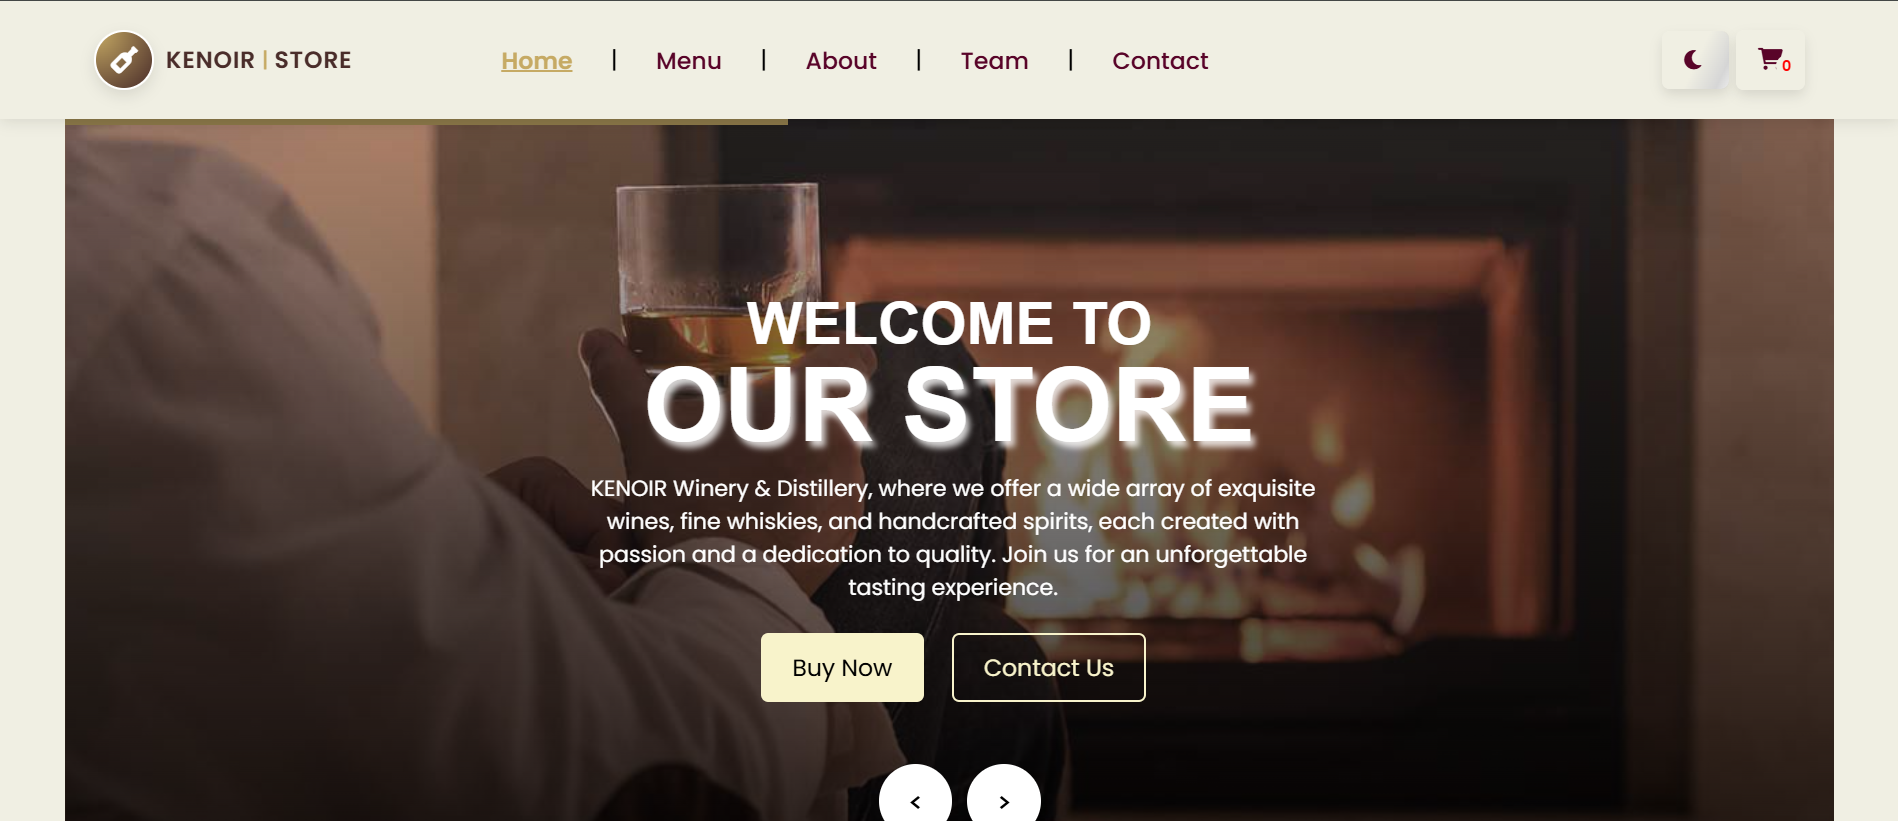 KENOIR | STORE
Home | Menu | About | Team | Contact
0
WELCOME TO
OUR STORE
KENOIR Winery & Distillery, where we offer a wide array of exquisite
wines, fine whiskies, and handcrafted spirits, each created with
passion and a dedication to quality. Join us for an unforgettable
tasting experience.
Buy Now
Contact Us
< >